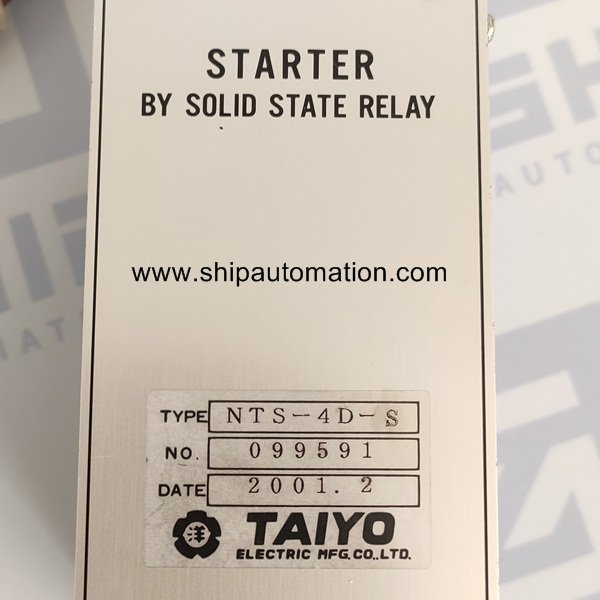 STARTER
BY SOLID STATE RELAY
www.shipautomation.com
TYPE NTS-4D-S
NO. 099591
DATE 2001.2
洋 TAIYO
ELECTRIC MFG.CO.,LTD.